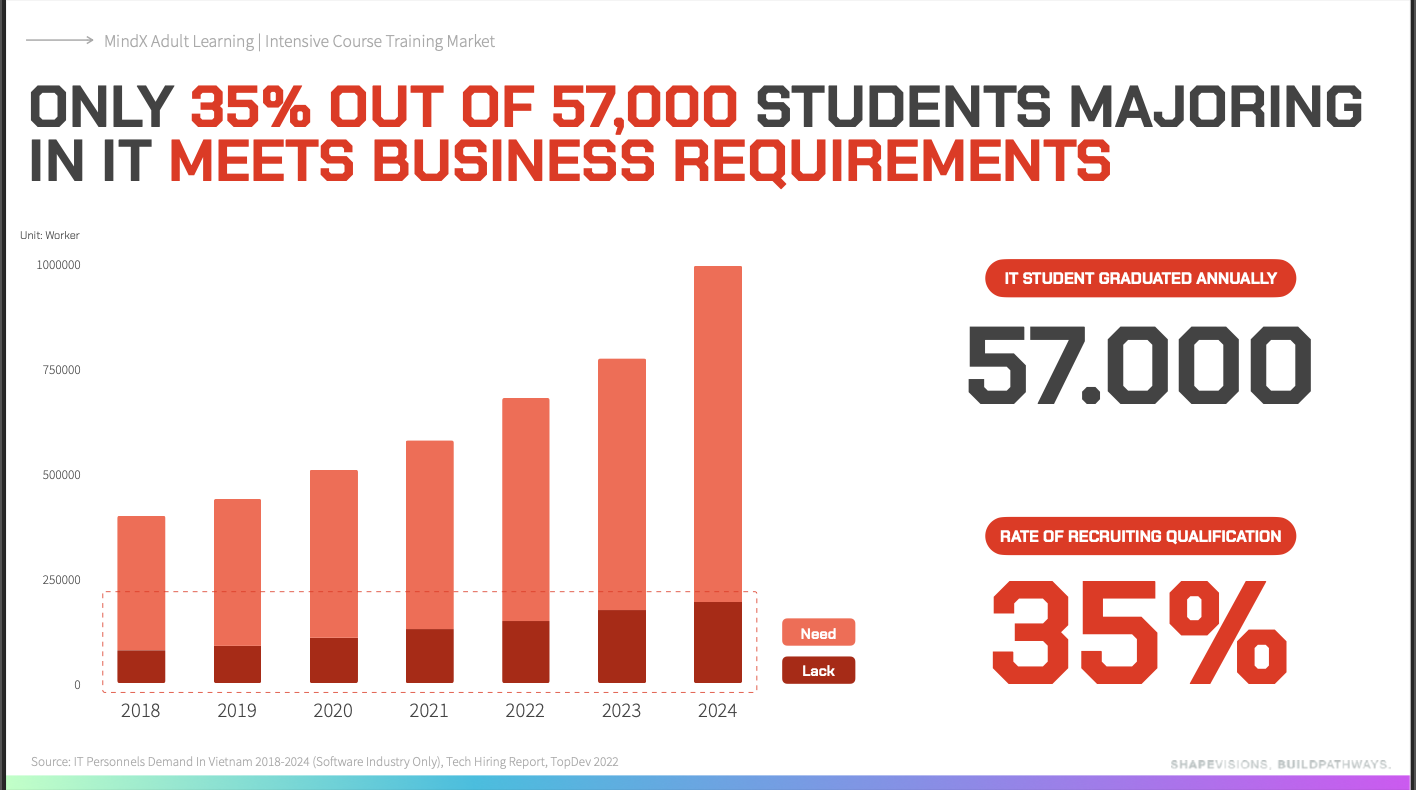 MindX Adult Learning | Intensive Course Training Market
ONLY 35% OUT OF 57,000 STUDENTS MAJORING
IN IT MEETS BUSINESS REQUIREMENTS
Unit: Worker
1000000
750000
500000
250000
0
2018 2019 2020 2021 2022 2023 2024
Need
Lack
IT STUDENT GRADUATED ANNUALLY
57.000
RATE OF RECRUITING QUALIFICATION
35%
Source: IT Personnels Demand In Vietnam 2018-2024 (Software Industry Only), Tech Hiring Report, TopDev 2022
SHAPEVISIONS, BUILDPATHWAYS.